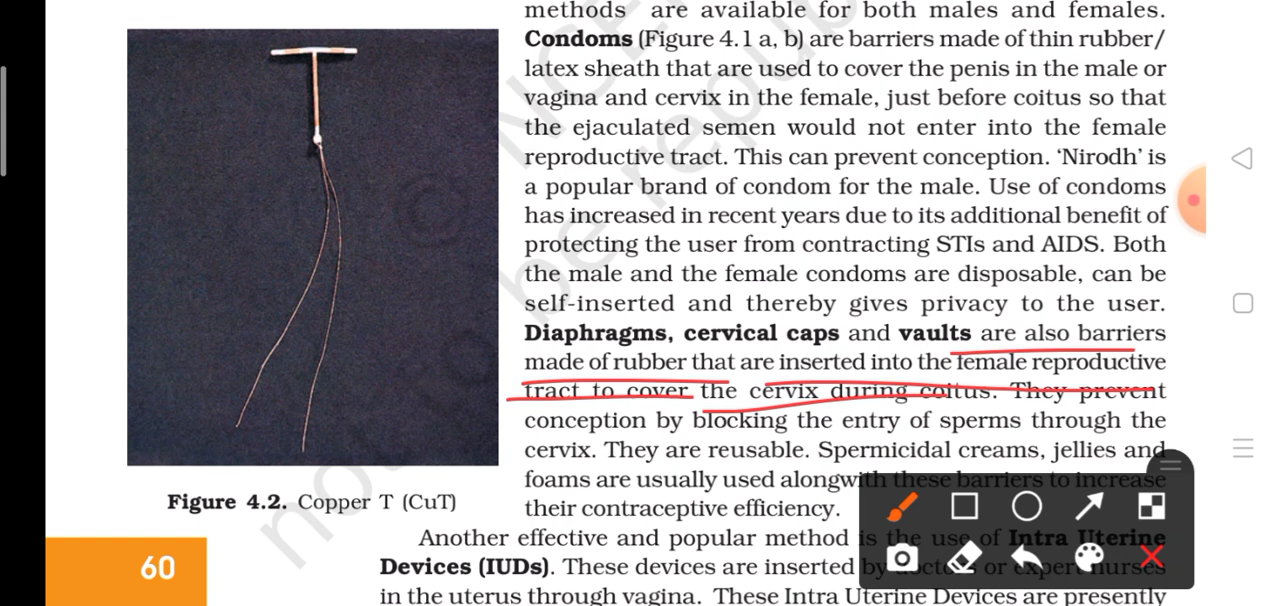 methods are available for both males and females.
Condoms (Figure 4.1 a, b) are barriers made of thin rubber/
latex sheath that are used to cover the penis in the male or
vagina and cervix in the female, just before coitus so that
the ejaculated semen would not enter into the female
reproductive tract. This can prevent conception. ‘Nirodh’ is
a popular brand of condom for the male. Use of condoms
has increased in recent years due to its additional benefit of
protecting the user from contracting STIs and AIDS. Both
the male and the female condoms are disposable, can be
self-inserted and thereby gives privacy to the user.
Diaphragms, cervical caps and vaults are also barriers
made of rubber that are inserted into the female reproductive
tract to cover the cervix during coitus. They prevent
conception by blocking the entry of sperms through the
cervix. They are reusable. Spermicidal creams, jellies and
foams are usually used alongwith these barriers to increase
their contraceptive efficiency.
Figure 4.2. Copper T (CuT)
Another effective and popular method is the use of Intra Uterine
Devices (IUDs). These devices are inserted by doctors or expert nurses
in the uterus through vagina. These Intra Uterine Devices are presently
60